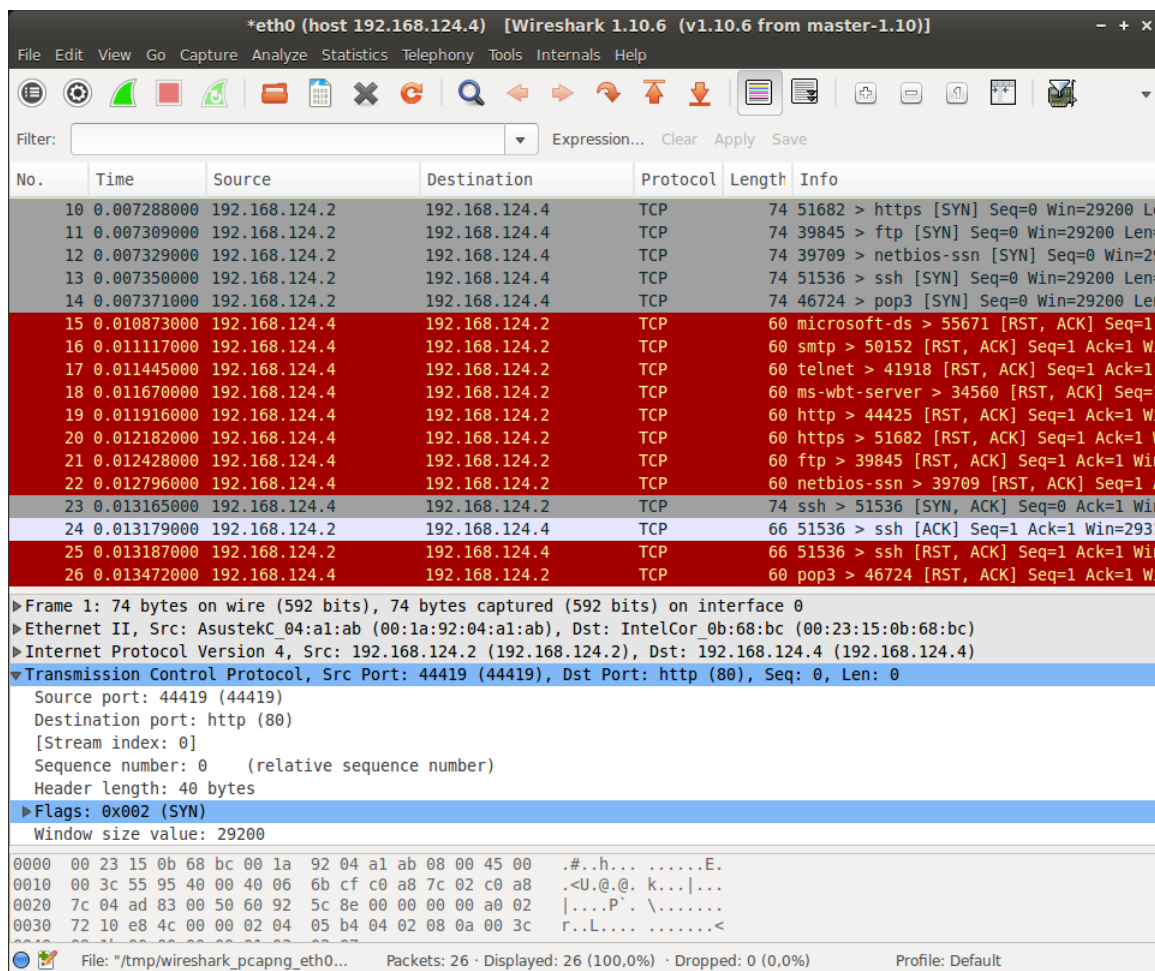 *eth0 (host 192.168.124.4) [Wireshark 1.10.6 (v1.10.6 from master-1.10)]
File Edit View Go Capture Analyze Statistics Telephony Tools Internals Help
Filter: Expression... Clear Apply Save
No. Time Source Destination Protocol Length Info
10 0.007288000 192.168.124.2 192.168.124.4 TCP 74 51682 > https [SYN] Seq=0 Win=29200 L
11 0.007309000 192.168.124.2 192.168.124.4 TCP 74 39845 > ftp [SYN] Seq=0 Win=29200 Len=
12 0.007329000 192.168.124.2 192.168.124.4 TCP 74 39709 > netbios-ssn [SYN] Seq=0 Win=2
13 0.007350000 192.168.124.2 192.168.124.4 TCP 74 51536 > ssh [SYN] Seq=0 Win=29200 Len=
14 0.007371000 192.168.124.2 192.168.124.4 TCP 74 46724 > pop3 [SYN] Seq=0 Win=29200 Le
15 0.010873000 192.168.124.4 192.168.124.2 TCP 60 microsoft-ds > 55671 [RST, ACK] Seq=1
16 0.011117000 192.168.124.4 192.168.124.2 TCP 60 smtp > 50152 [RST, ACK] Seq=1 Ack=1 W
17 0.011445000 192.168.124.4 192.168.124.2 TCP 60 telnet > 41918 [RST, ACK] Seq=1 Ack=1
18 0.011670000 192.168.124.4 192.168.124.2 TCP 60 ms-wbt-server > 34560 [RST, ACK] Seq=
19 0.011916000 192.168.124.4 192.168.124.2 TCP 60 http > 44425 [RST, ACK] Seq=1 Ack=1 W
20 0.012182000 192.168.124.4 192.168.124.2 TCP 60 https > 51682 [RST, ACK] Seq=1 Ack=1
21 0.012428000 192.168.124.4 192.168.124.2 TCP 60 ftp > 39845 [RST, ACK] Seq=1 Ack=1 Wi
22 0.012796000 192.168.124.4 192.168.124.2 TCP 60 netbios-ssn > 39709 [RST, ACK] Seq=1
23 0.013165000 192.168.124.4 192.168.124.2 TCP 74 ssh > 51536 [SYN, ACK] Seq=0 Ack=1 Wi
24 0.013179000 192.168.124.2 192.168.124.4 TCP 66 51536 > ssh [ACK] Seq=1 Ack=1 Win=293
25 0.013187000 192.168.124.2 192.168.124.4 TCP 66 51536 > ssh [RST, ACK] Seq=1 Ack=1 Wi
26 0.013472000 192.168.124.4 192.168.124.2 TCP 60 pop3 > 46724 [RST, ACK] Seq=1 Ack=1 W
Frame 1: 74 bytes on wire (592 bits), 74 bytes captured (592 bits) on interface 0
Ethernet II, Src: AsustekC_04:a1:ab (00:1a:92:04:a1:ab), Dst: IntelCor_0b:68:bc (00:23:15:0b:68:bc)
Internet Protocol Version 4, Src: 192.168.124.2 (192.168.124.2), Dst: 192.168.124.4 (192.168.124.4)
Transmission Control Protocol, Src Port: 44419 (44419), Dst Port: http (80), Seq: 0, Len: 0
Source port: 44419 (44419)
Destination port: http (80)
[Stream index: 0]
Sequence number: 0 (relative sequence number)
Header length: 40 bytes
Flags: 0x002 (SYN)
Window size value: 29200
0000 00 23 15 0b 68 bc 00 1a 92 04 a1 ab 08 00 45 00 .#..h... ......E.
0010 00 3c 55 95 40 00 40 06 6b cf c0 a8 7c 02 c0 a8 .<U.@.@. k...|...
0020 7c 04 ad 83 00 50 60 92 5c 8e 00 00 00 00 a0 02 |....P`. \.......
0030 72 10 e8 4c 00 00 02 04 05 b4 04 02 08 0a 00 3c r..L.... .......<
File: "/tmp/wireshark_pcapng_eth0... Packets: 26 · Displayed: 26 (100,0%) · Dropped: 0 (0,0%) Profile: Default